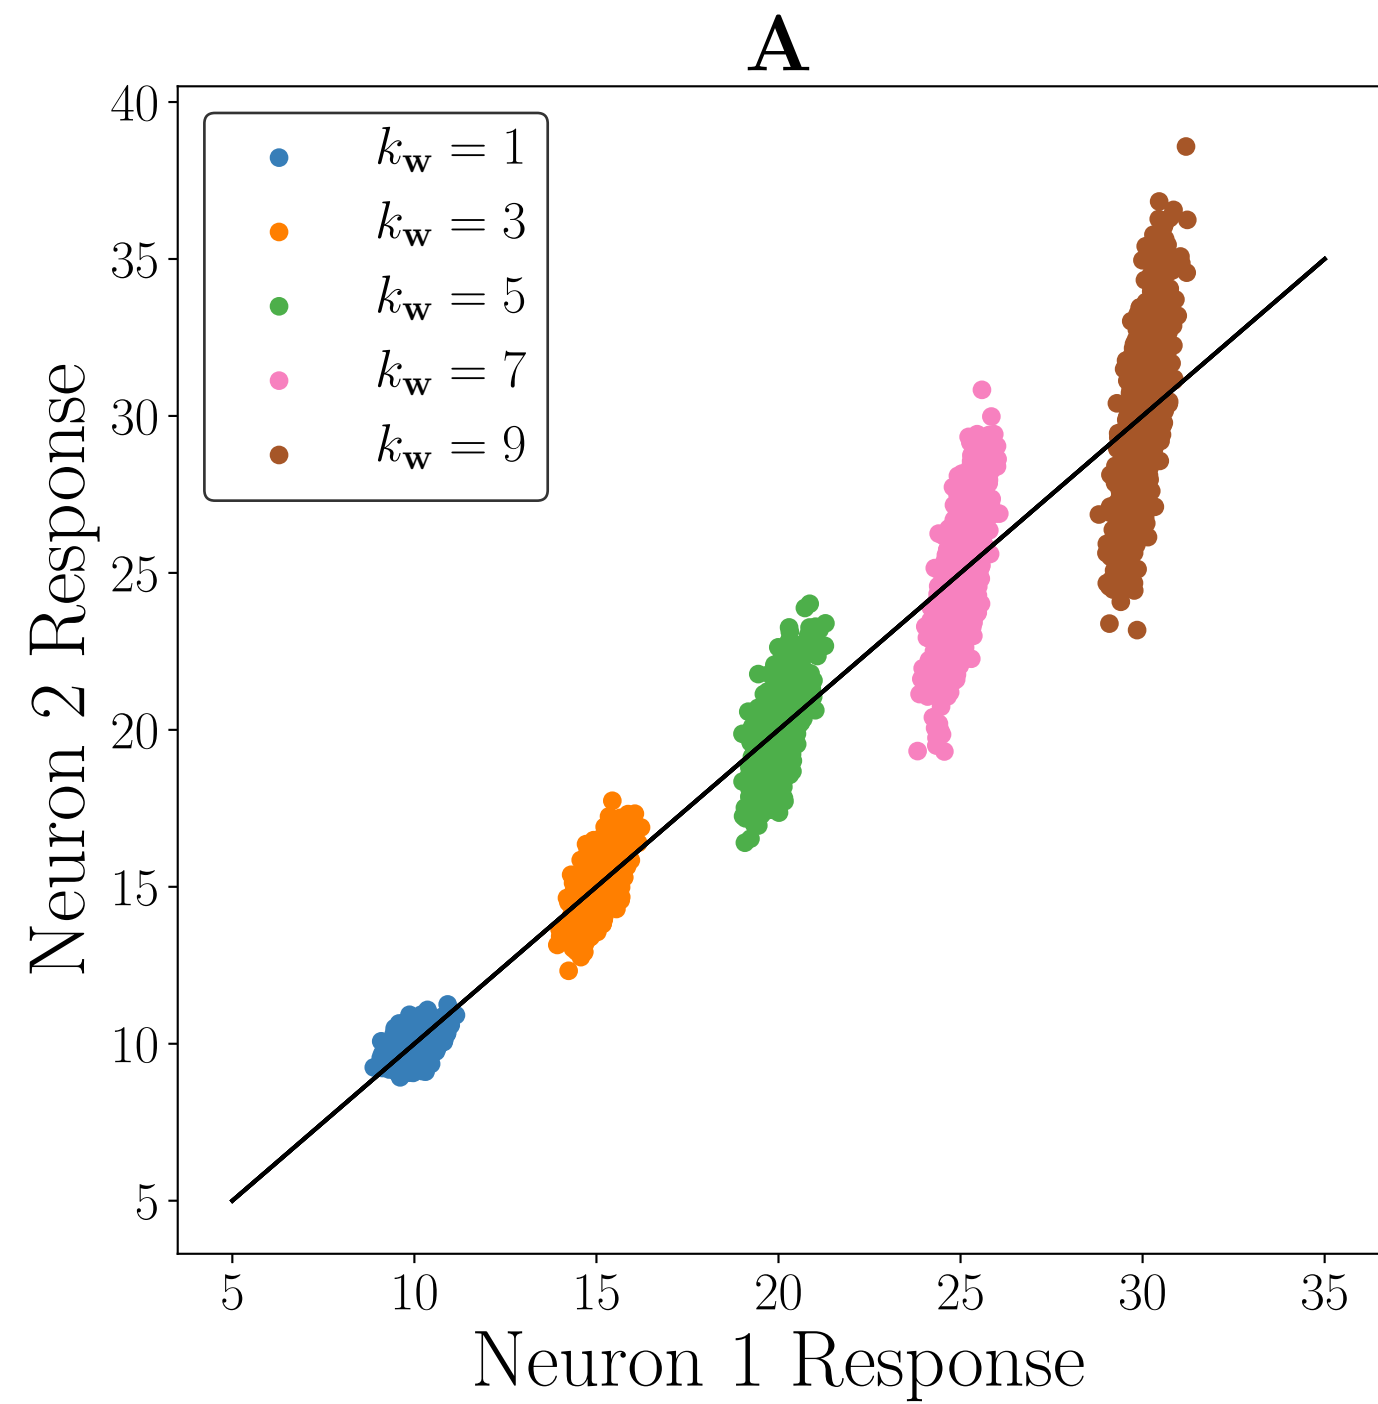 A
40
35
30
25
20
15
10
5
k_w = 1
k_w = 3
k_w = 5
k_w = 7
k_w = 9
Neuron 2 Response
5 10 15 20 25 30 35
Neuron 1 Response